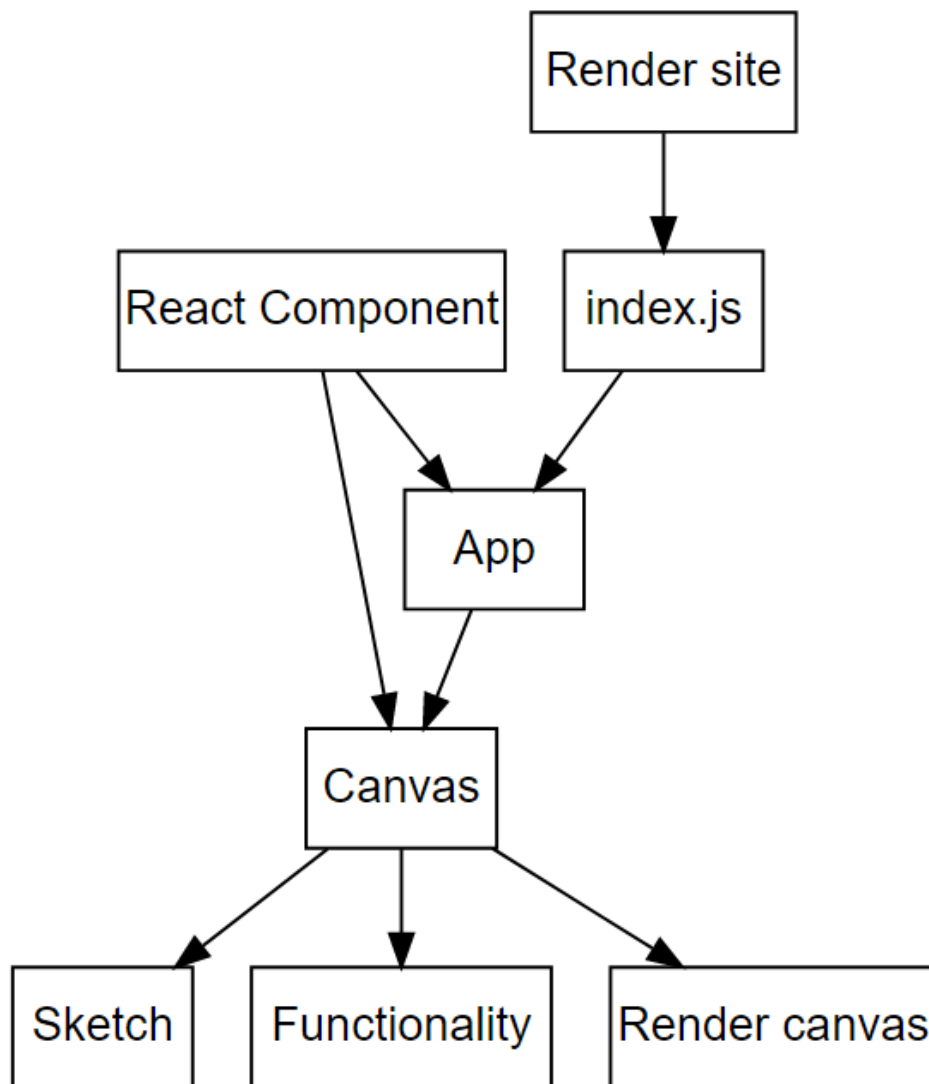 Render site
React Component
index.js
App
Canvas
Sketch
Functionality
Render canvas